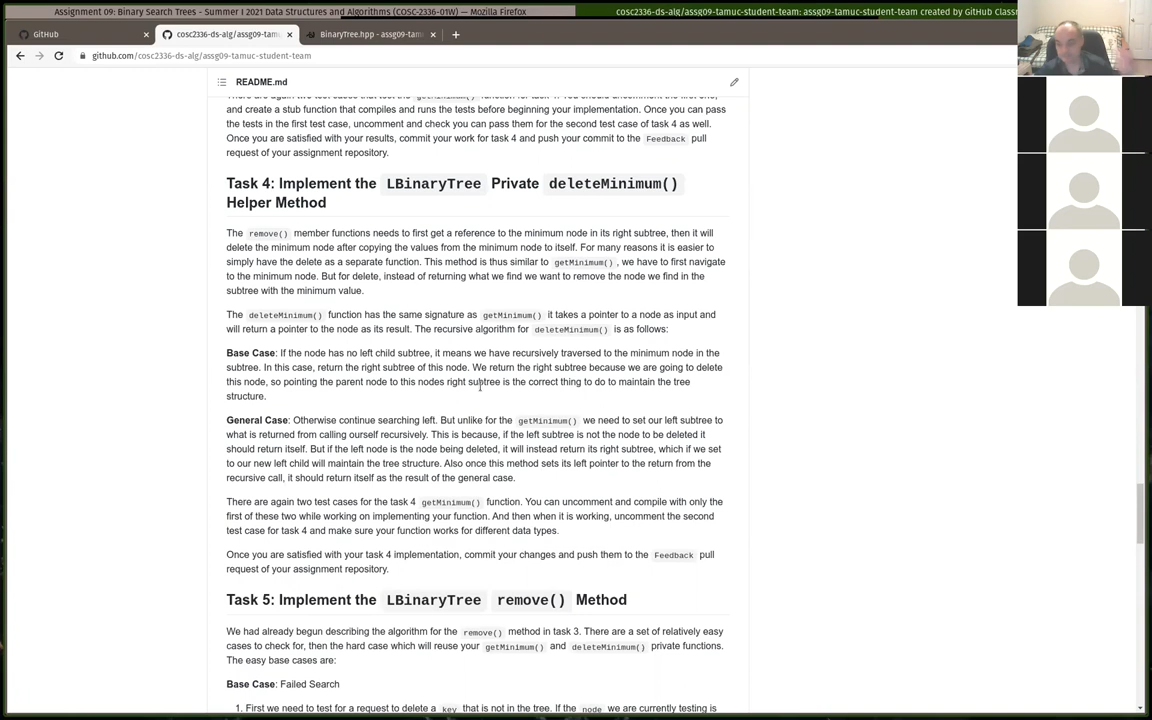 Assignment 09: Binary Search Trees - Summer I 2021 Data Structures and Algorithms (COSC-2336-01W) — Mozilla Firefox
cosc2336-ds-alg/assg09-tamuc-student-team: assg09-tamuc-student-team created by GitHub Classr
GitHub
cosc2336-ds-alg/assg09-tam
BinaryTree.hpp - assg09-tamu
github.com/cosc2336-ds-alg/assg09-tamuc-student-team
README.md
and create a stub function that compiles and runs the tests before beginning your implementation. Once you can pass
the tests in the first test case, uncomment and check you can pass them for the second test case of task 4 as well.
Once you are satisfied with your results, commit your work for task 4 and push your commit to the Feedback pull
request of your assignment repository.
Task 4: Implement the LBinaryTree Private deleteMinimum()
Helper Method
The remove() member functions needs to first get a reference to the minimum node in its right subtree, then it will
delete the minimum node after copying the values from the minimum node to itself. For many reasons it is easier to
simply have the delete as a separate function. This method is thus similar to getMinimum() , we have to first navigate
to the minimum node. But for delete, instead of returning what we find we want to remove the node we find in the
subtree with the minimum value.
The deleteMinimum() function has the same signature as getMinimum() it takes a pointer to a node as input and
will return a pointer to the node as its result. The recursive algorithm for deleteMinimum() is as follows:
Base Case: If the node has no left child subtree, it means we have recursively traversed to the minimum node in the
subtree. In this case, return the right subtree of this node. We return the right subtree because we are going to delete
this node, so pointing the parent node to this nodes right subtree is the correct thing to do to maintain the tree
structure.
General Case: Otherwise continue searching left. But unlike for the getMinimum() we need to set our left subtree to
what is returned from calling ourself recursively. This is because, if the left subtree is not the node to be deleted it
should return itself. But if the left node is the node being deleted, it will instead return its right subtree, which if we set
to our new left child will maintain the tree structure. Also once this method sets its left pointer to the return from the
recursive call, it should return itself as the result of the general case.
There are again two test cases for the task 4 getMinimum() function. You can uncomment and compile with only the
first of these two while working on implementing your function. And then when it is working, uncomment the second
test case for task 4 and make sure your function works for different data types.
Once you are satisfied with your task 4 implementation, commit your changes and push them to the Feedback pull
request of your assignment repository.
Task 5: Implement the LBinaryTree remove() Method
We had already begun describing the algorithm for the remove() method in task 3. There are a set of relatively easy
cases to check for, then the hard case which will reuse your getMinimum() and deleteMinimum() private functions.
The easy base cases are:
Base Case: Failed Search
1. First we need to test for a request to delete a key that is not in the tree. If the node we are currently testing is